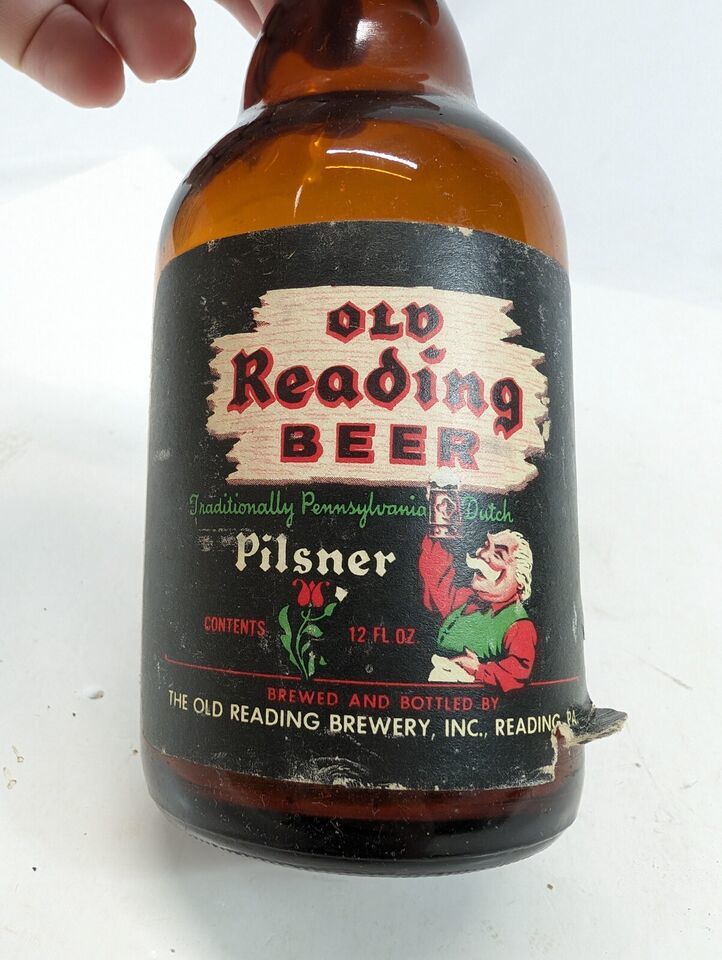 OLD
Reading
BEER
Traditionally Pennsylvania Dutch
Pilsner
CONTENTS 12 FL. OZ.
BREWED AND BOTTLED BY
THE OLD READING BREWERY, INC., READING, PA.